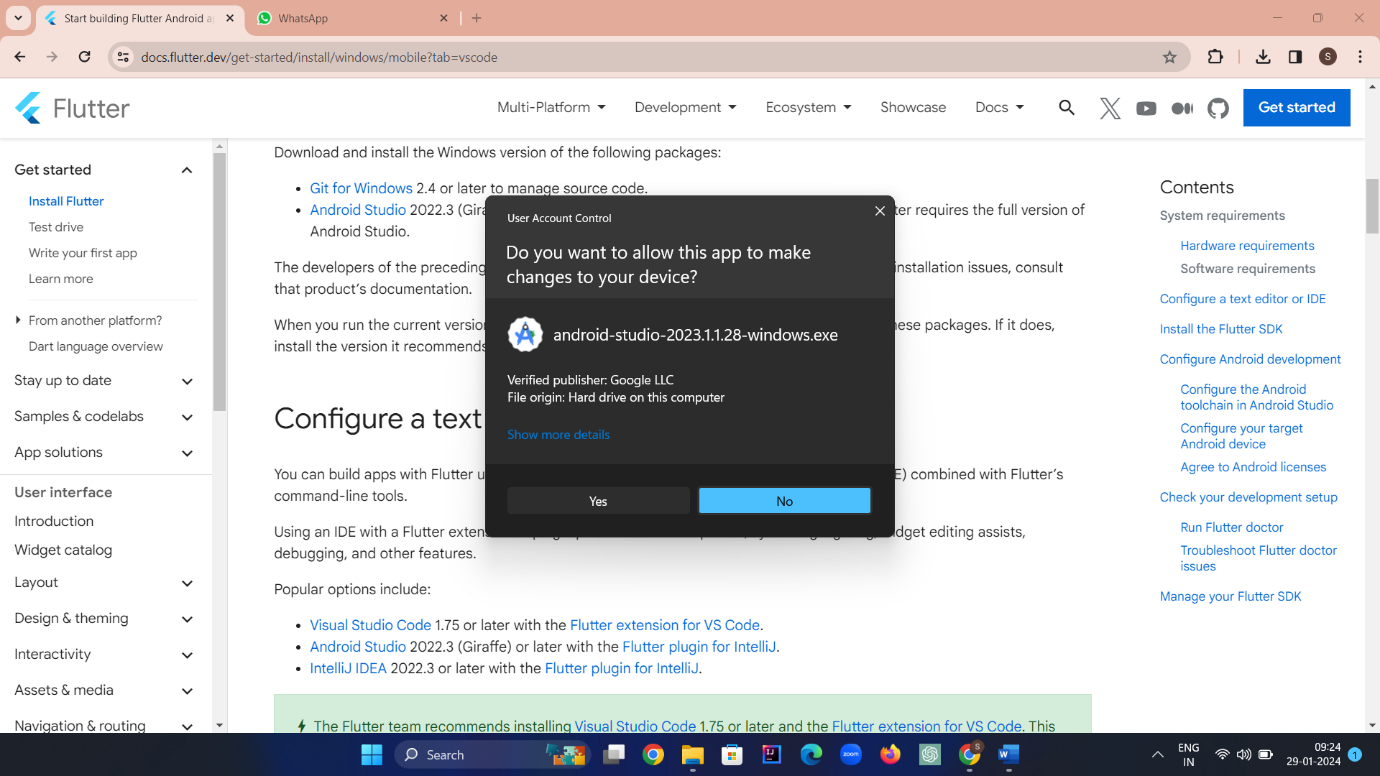 Start building Flutter Android a
WhatsApp
docs.flutter.dev/get-started/install/windows/mobile?tab=vscode
S
Flutter
Multi-Platform
Development
Ecosystem
Showcase
Docs
Get started
Get started
Install Flutter
Test drive
Write your first app
Learn more
From another platform?
Dart language overview
Stay up to date
Samples & codelabs
App solutions
User interface
Introduction
Widget catalog
Layout
Design & theming
Interactivity
Assets & media
Navigation & routing
Download and install the Windows version of the following packages:
• Git for Windows 2.4 or later to manage source code.
• Android Studio 2022.3 (Gira ter requires the full version of
Android Studio.
The developers of the preceding installation issues, consult
that product's documentation.
When you run the current versio hese packages. If it does,
install the version it recommends
Configure a text
You can build apps with Flutter u E) combined with Flutter's
command-line tools.
Using an IDE with a Flutter exten dget editing assists,
debugging, and other features.
Popular options include:
• Visual Studio Code 1.75 or later with the Flutter extension for VS Code.
• Android Studio 2022.3 (Giraffe) or later with the Flutter plugin for IntelliJ.
• IntelliJ IDEA 2022.3 or later with the Flutter plugin for IntelliJ.
The Flutter team recommends installing Visual Studio Code 1.75 or later and the Flutter extension for VS Code. This
User Account Control
Do you want to allow this app to make
changes to your device?
android-studio-2023.1.1.28-windows.exe
Verified publisher: Google LLC
File origin: Hard drive on this computer
Show more details
Yes
No
Contents
System requirements
Hardware requirements
Software requirements
Configure a text editor or IDE
Install the Flutter SDK
Configure Android development
Configure the Android
toolchain in Android Studio
Configure your target
Android device
Agree to Android licenses
Check your development setup
Run Flutter doctor
Troubleshoot Flutter doctor
issues
Manage your Flutter SDK
Search
zoom
S
W
ENG
IN
09:24
29-01-2024
1